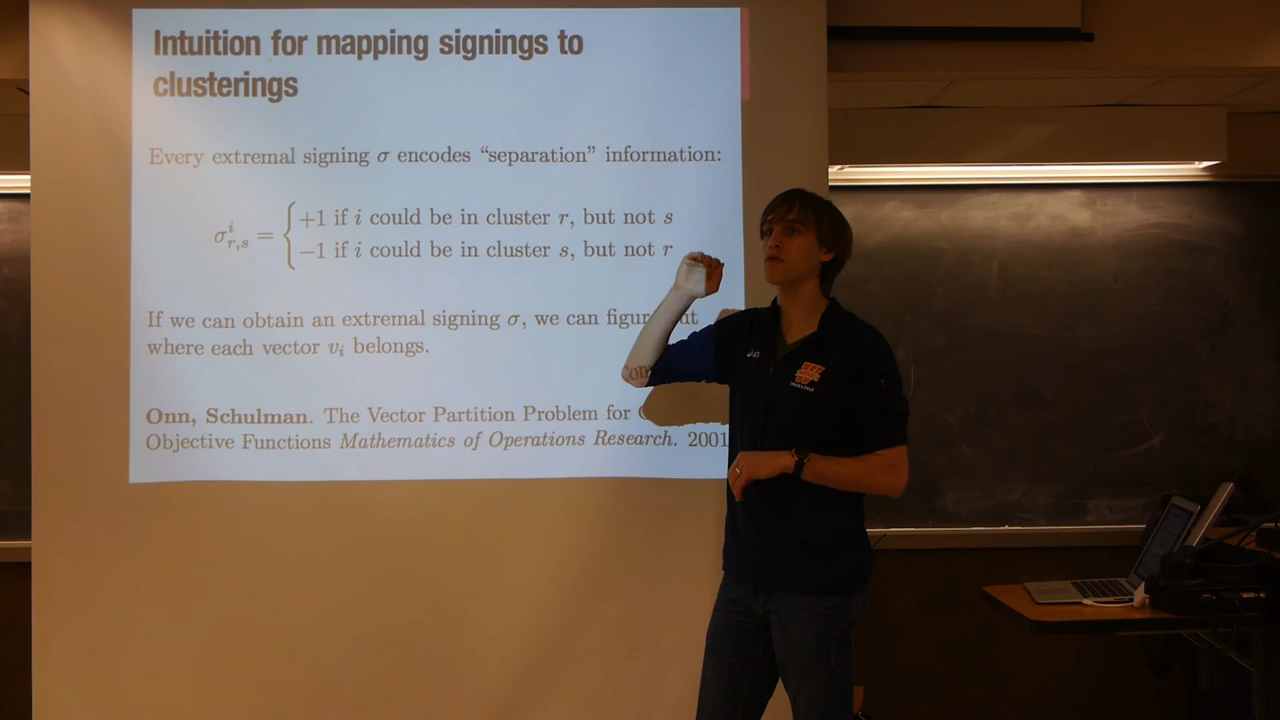 Intuition for mapping signings to
clusterings
Every extremal signing σ encodes “separation” information:
σ^i_{r,s} = { +1 if i could be in cluster r, but not s
−1 if i could be in cluster s, but not r
If we can obtain an extremal signing σ, we can
where each vector v_i belongs.
Onn, Schulman. The Vector Partition Problem for
Objective Functions Mathematics of Operations Research. 2001